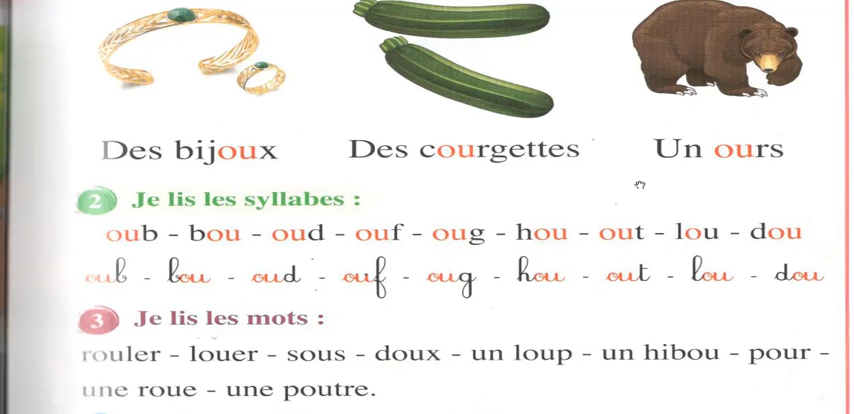 Des bijoux Des courgettes Un ours
2 Je lis les syllabes :
oub - bou - oud - ouf - oug - hou - out - lou - dou
oub - bou - oud - ouf - oug - hou - out - lou - dou
3 Je lis les mots :
rouler - louer - sous - doux - un loup - un hibou - pour -
une roue - une poutre.